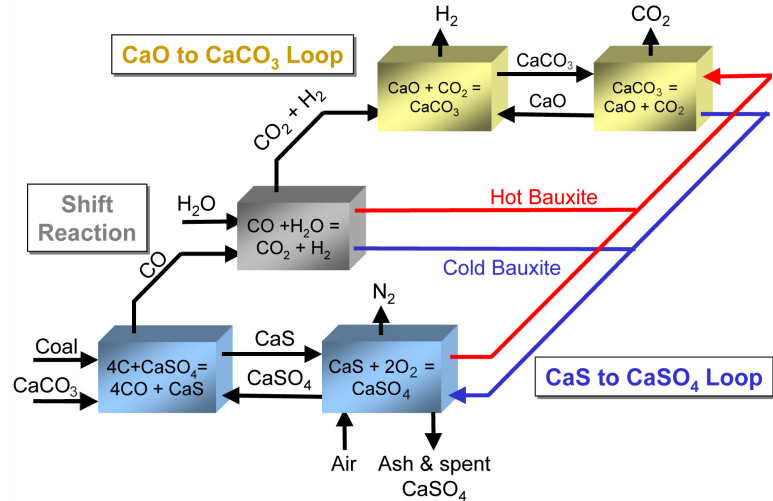 H₂
CO₂
CaO to CaCO₃ Loop
CaO + CO₂ =
CaCO₃
CaCO₃
CaO
CaCO₃ =
CaO + CO₂
CO₂ + H₂
Shift
Reaction
H₂O
CO +H₂O =
CO₂ + H₂
Hot Bauxite
Cold Bauxite
CO
N₂
Coal
CaCO₃
4C+CaSO₄=
4CO + CaS
CaS
CaSO₄
CaS + 2O₂ =
CaSO₄
CaS to CaSO₄ Loop
Air
Ash & spent
CaSO₄